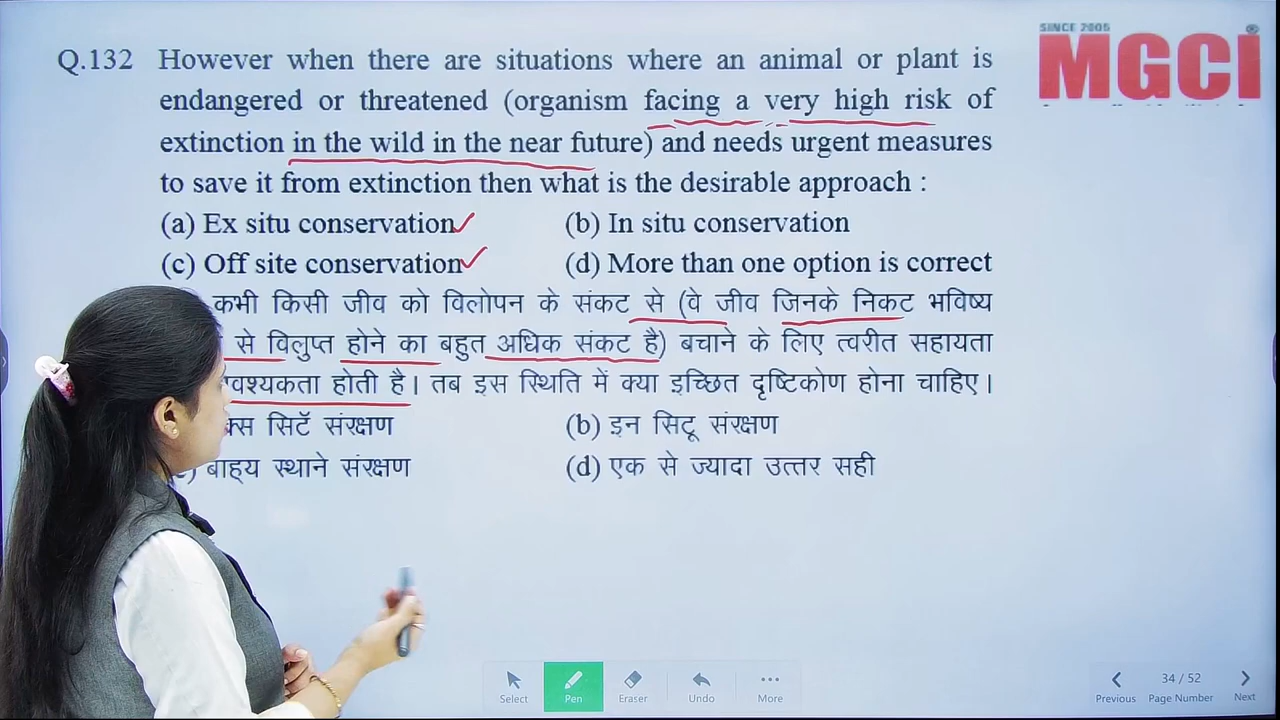 SINCE 2005
MGCI
®
Q.132 However when there are situations where an animal or plant is
endangered or threatened (organism facing a very high risk of
extinction in the wild in the near future) and needs urgent measures
to save it from extinction then what is the desirable approach :
(a) Ex situ conservation (b) In situ conservation
(c) Off site conservation (d) More than one option is correct
कभी किसी जीव को विलोपन के संकट से (वे जीव जिनके निकट भविष्य
से विलुप्त होने का बहुत अधिक संकट है) बचाने के लिए त्वरीत सहायता
वश्यकता होती है। तब इस स्थिति में क्या इच्छित दृष्टिकोण होना चाहिए।
क्स सिटॅ संरक्षण (b) इन सिटू संरक्षण
बाह्य स्थाने संरक्षण (d) एक से ज्यादा उत्तर सही
Select Pen Eraser Undo More
Previous 34 / 52 Page Number Next